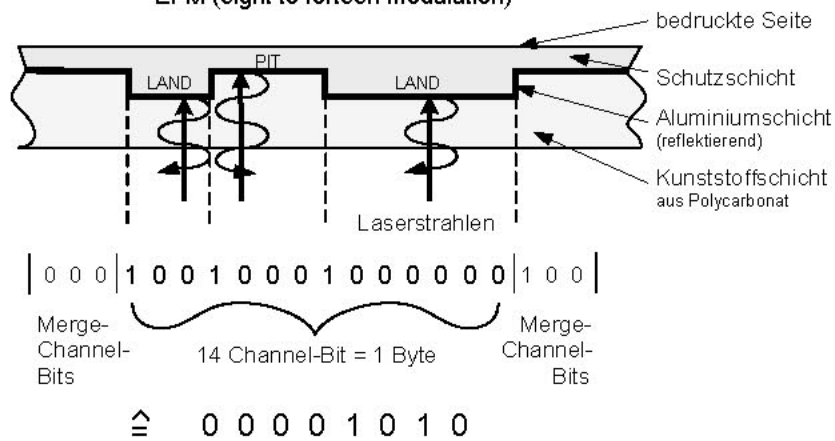 EFM (eight to forteen modulation)
bedruckte Seite
PIT
Schutzschicht
LAND
LAND
Aluminiumschicht
(reflektierend)
Kunststoffschicht
aus Polycarbonat
Laserstrahlen
0 0 0 1 0 0 1 0 0 0 1 0 0 0 0 0 0 1 0 0
Merge-
Channel-
Bits
14 Channel-Bit = 1 Byte
Merge-
Channel-
Bits
≙ 0 0 0 0 1 0 1 0